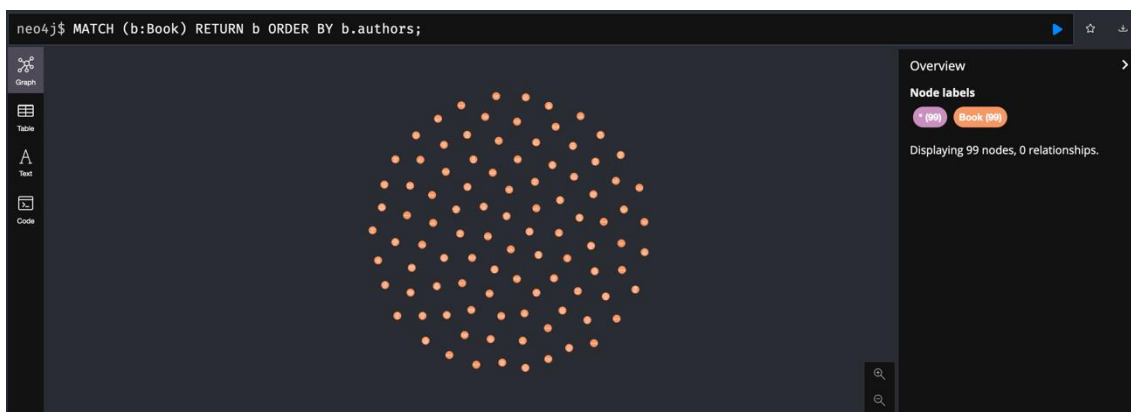 neo4j$ MATCH (b:Book) RETURN b ORDER BY b.authors;
Graph
Table
A
Text
Code
Overview
Node labels
* (99) Book (99)
Displaying 99 nodes, 0 relationships.